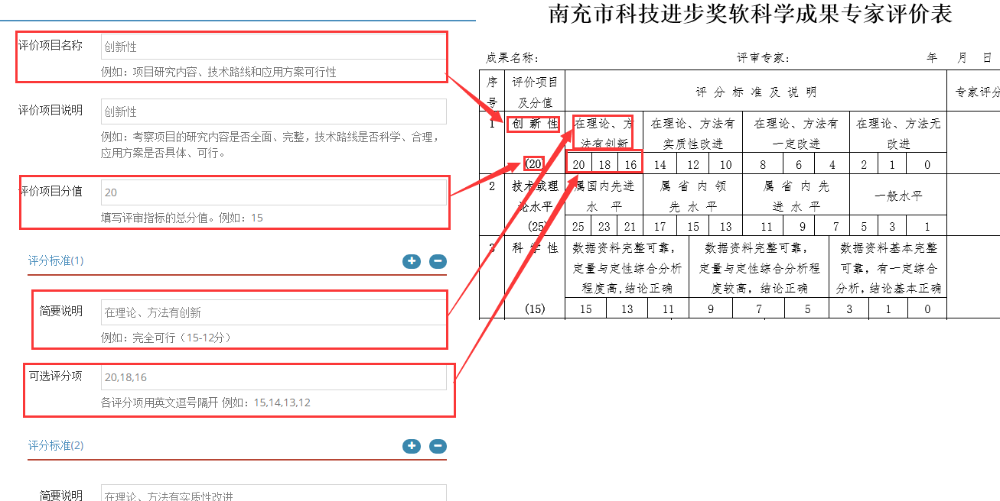 评价项目名称
创新性
例如：项目研究内容、技术路线和应用方案可行性
评价项目说明
创新性
例如：考察项目的研究内容是否全面、完整，技术路线是否科学、合理，
应用方案是否具体、可行。
评价项目分值
20
填写评审指标的总分值。例如：15
评分标准(1)
简要说明
在理论、方法有创新
例如：完全可行（15-12分）
可选评分项
20,18,16
各评分项用英文逗号隔开 例如：15,14,13,12
评分标准(2)
简要说明
在理论、方法有实质性改进
南充市科技进步奖软科学成果专家评价表
成果名称： 评审专家： 年 月 日
序号 评价项目及分值 评 分 标 准 及 说 明 专家评分
1 创 新 性 在理论、方 在理论、方法有 在理论、方法有 在理论、方法无
法有创新 实质性改进 一定改进 改进
(20) 20 18 16 14 12 10 8 6 4 2 1 0
2 技术或理 属国内先进 属 省 内 领 属 省 内 先 一般水平
论水平 水 平 先 水 平 进 水 平
(25) 25 23 21 17 15 13 11 9 7 5 3 1
3 科 学 性 数据资料完整可靠， 数据资料完整可靠， 数据资料基本完整
定量与定性综合分析 定量与定性综合分析程 可靠，有一定综合
程度高,结论正确 度较高，结论正确 分析,结论基本正确
(15) 15 13 11 9 7 5 3 1 0